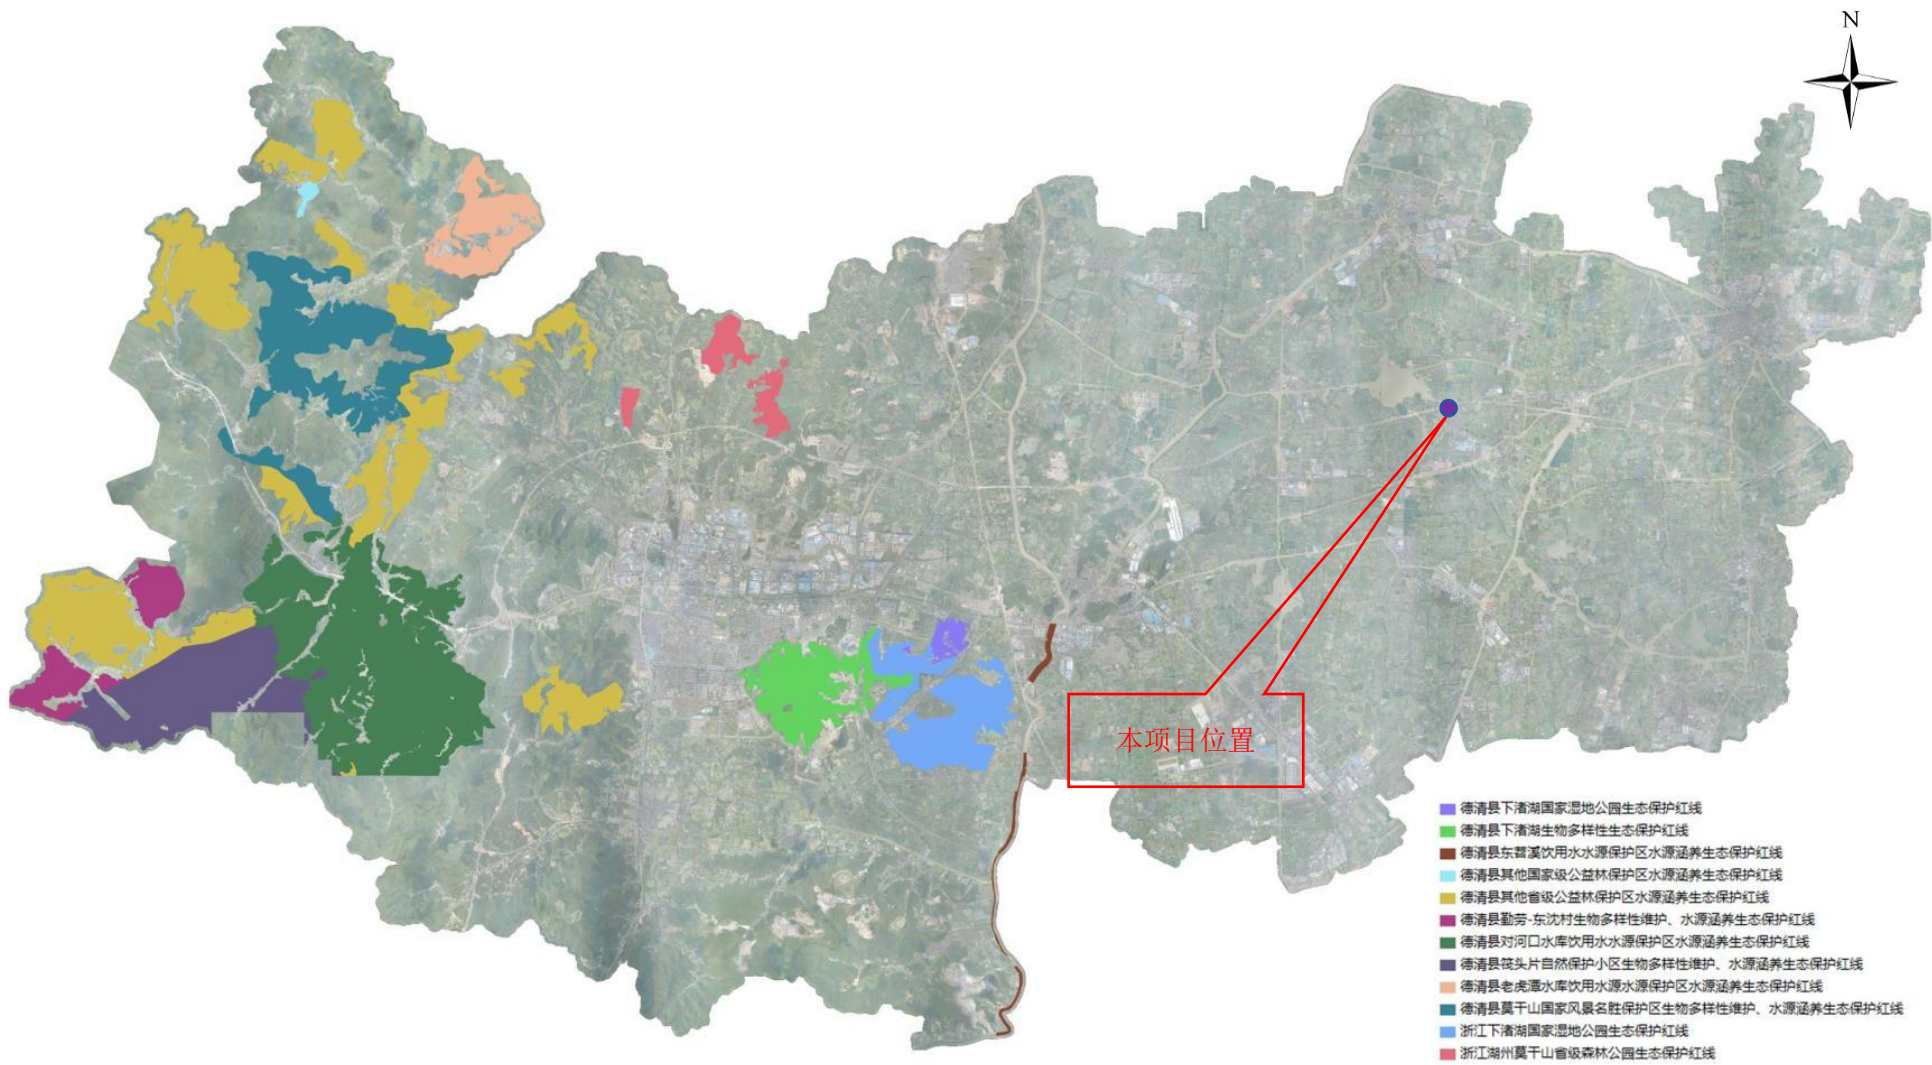 N
本项目位置
德清县下渚湖国家湿地公园生态保护红线
德清县下渚湖生物多样性生态保护红线
德清县东苕溪饮用水水源保护区水源涵养生态保护红线
德清县其他国家级公益林保护区水源涵养生态保护红线
德清县其他省级公益林保护区水源涵养生态保护红线
德清县勤劳-东沈村生物多样性维护、水源涵养生态保护红线
德清县对河口水库饮用水水源保护区水源涵养生态保护红线
德清县筏头片自然保护小区生物多样性维护、水源涵养生态保护红线
德清县老虎潭水库饮用水源水源保护区水源涵养生态保护红线
德清县莫干山国家风景名胜保护区生物多样性维护、水源涵养生态保护红线
浙江下渚湖国家湿地公园生态保护红线
浙江湖州莫干山省级森林公园生态保护红线